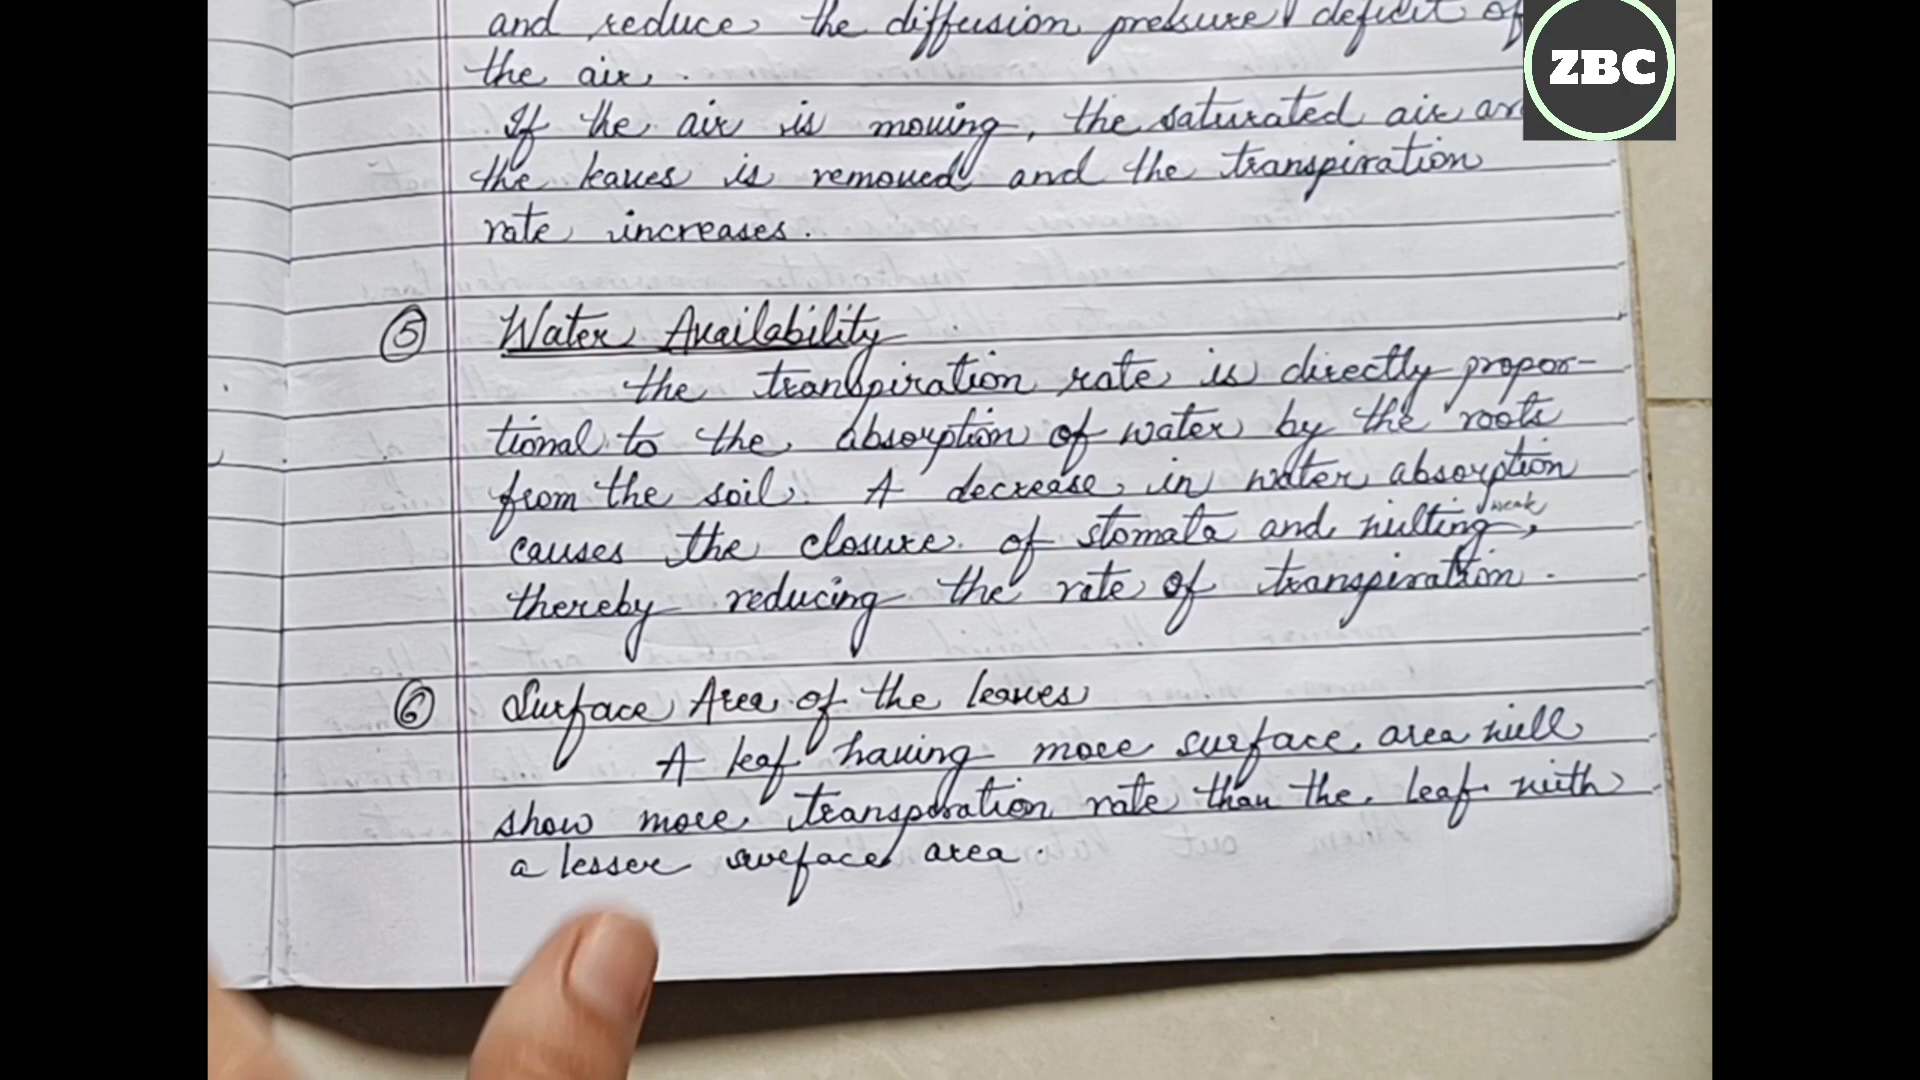 and reduce the diffusion pressure deficit of
the air.
If the air is moving, the saturated air
the leaves is removed and the transpiration
rate increases.
5 Water Availability
the transpiration rate is directly propor-
tional to the absorption of water by the roots
from the soil. A decrease in water absorption
weak
causes the closure of stomata and wilting,
thereby reducing the rate of transpiration.
6 Surface Area of the leaves
A leaf having more surface area will
show more transpiration rate than the leaf with
a lesser surface area.
ZBC